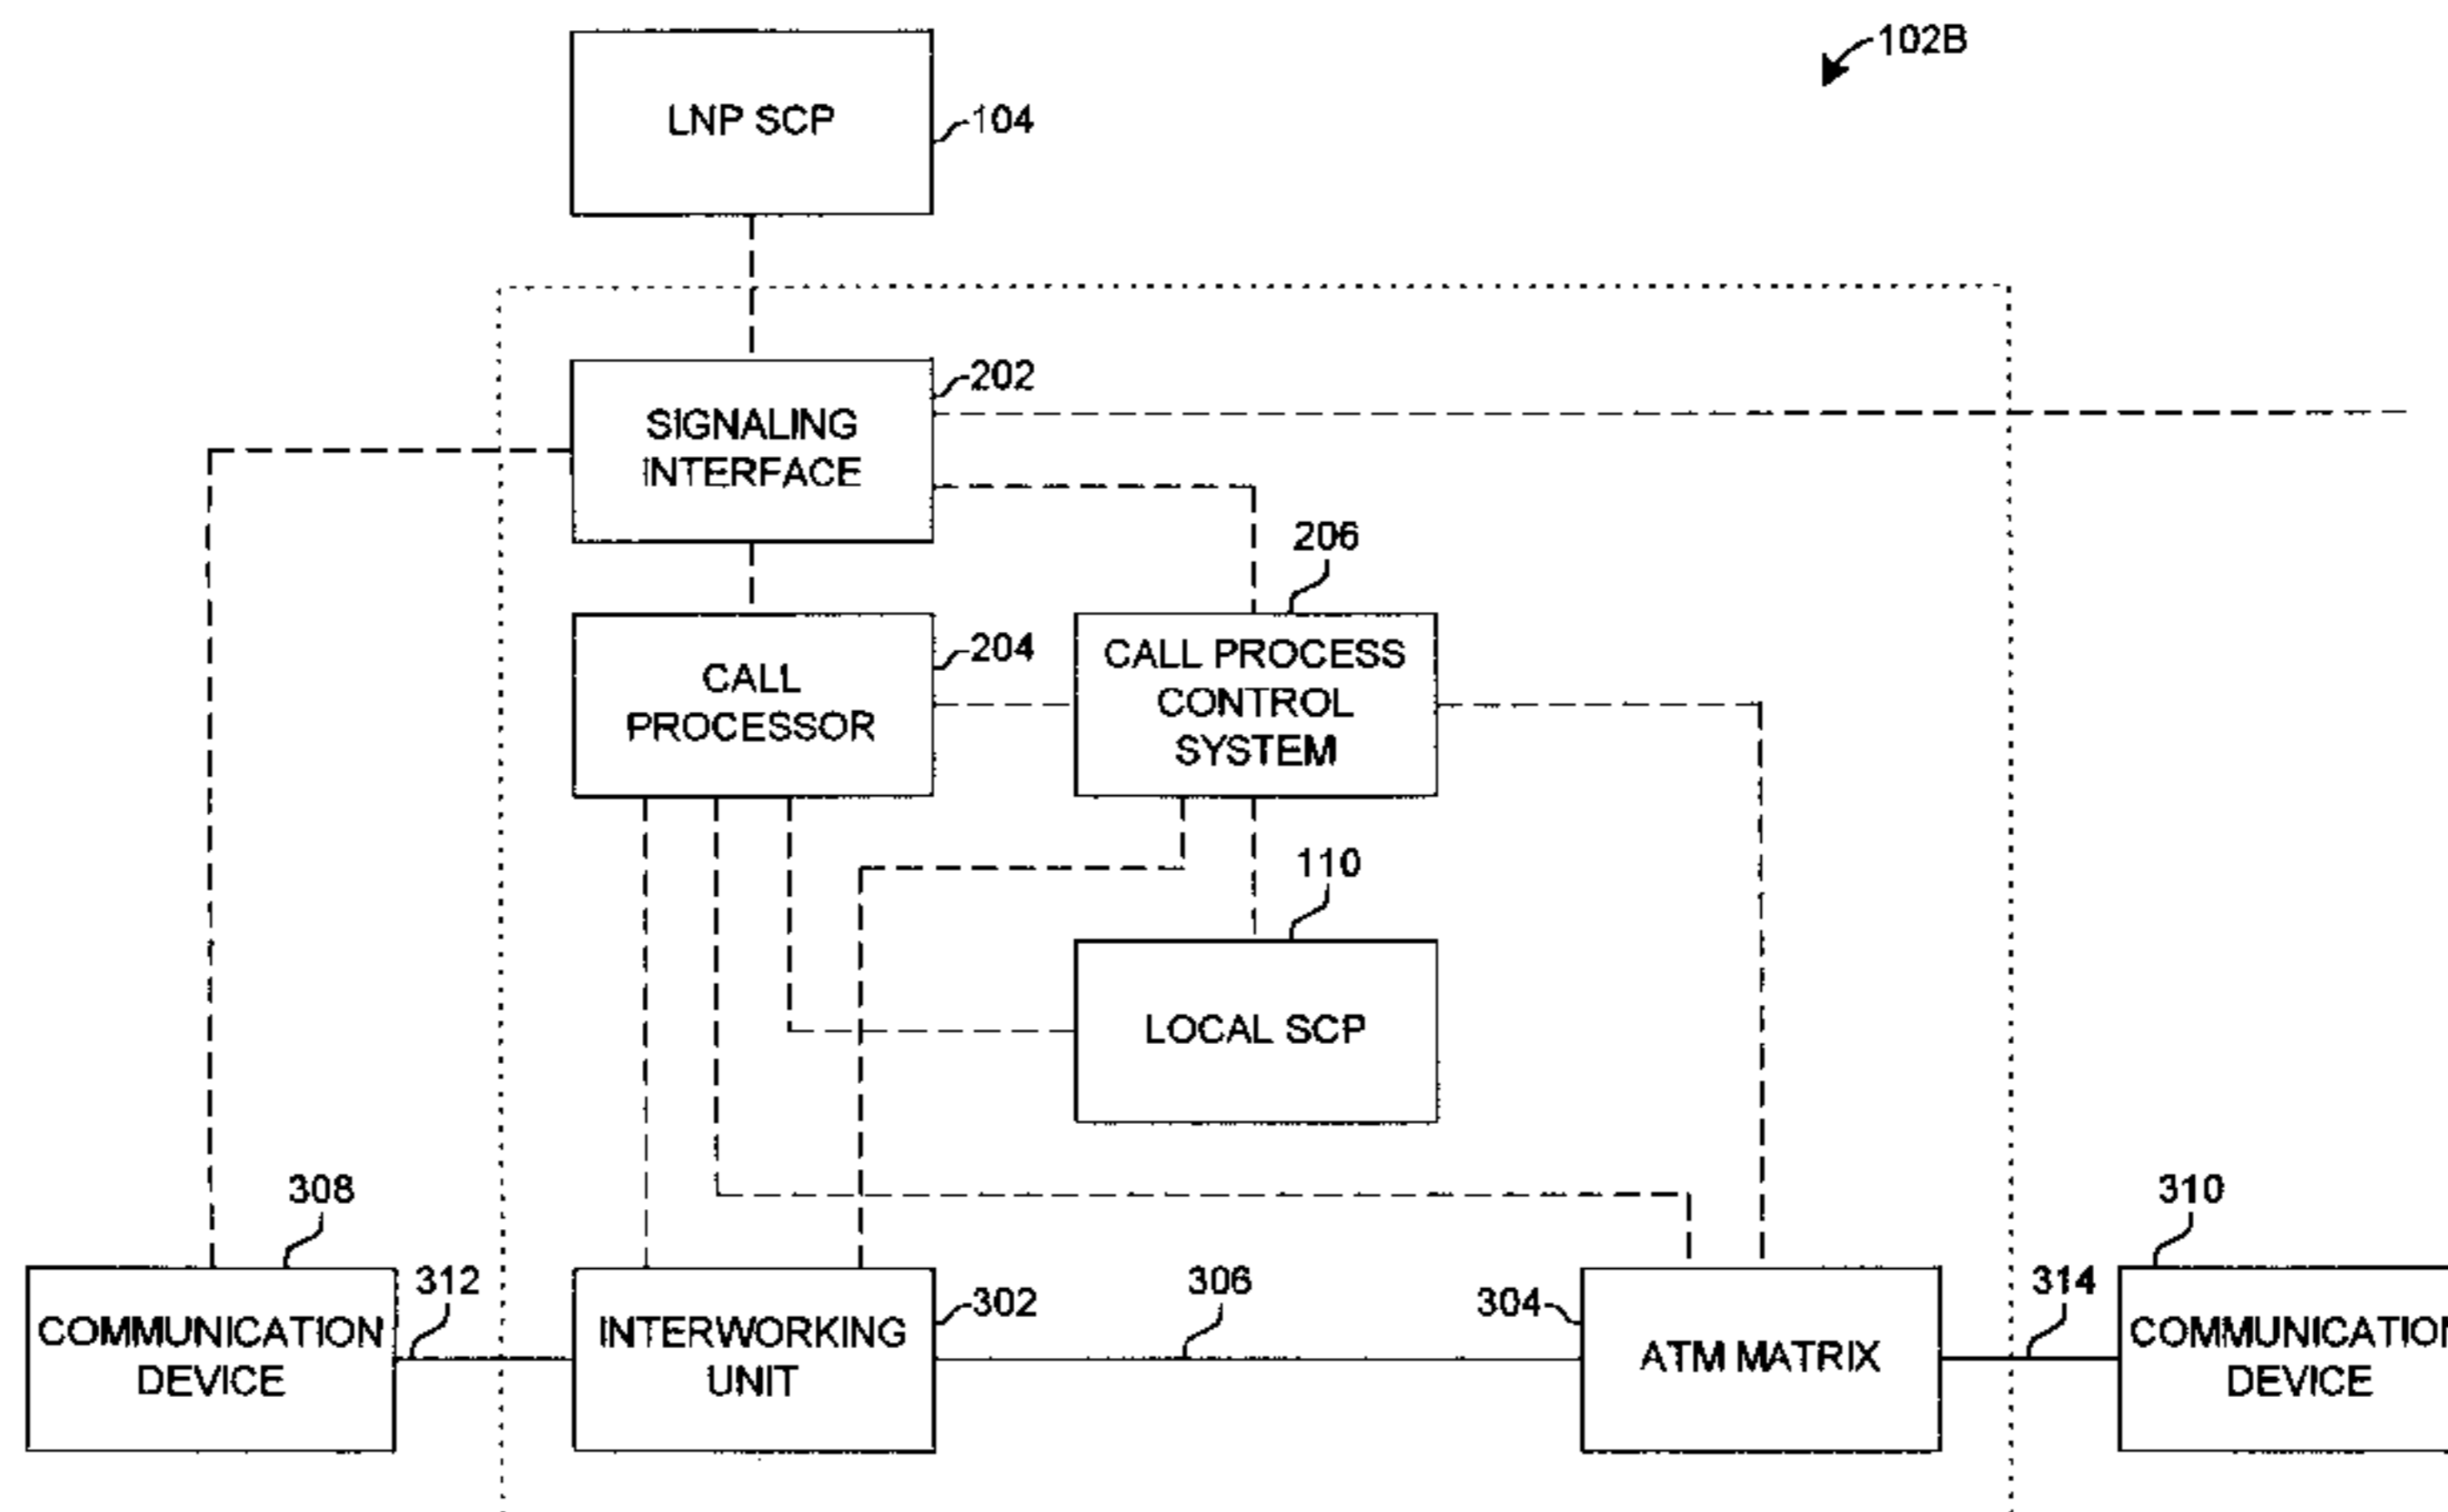 102B
LNP SCP
104
202
SIGNALING
INTERFACE
206
204
CALL
PROCESSOR
CALL PROCESS
CONTROL
SYSTEM
110
LOCAL SCP
308
310
312
302
306
304
314
COMMUNICATION
DEVICE
INTERWORKING
UNIT
ATM MATRIX
COMMUNICATION
DEVICE